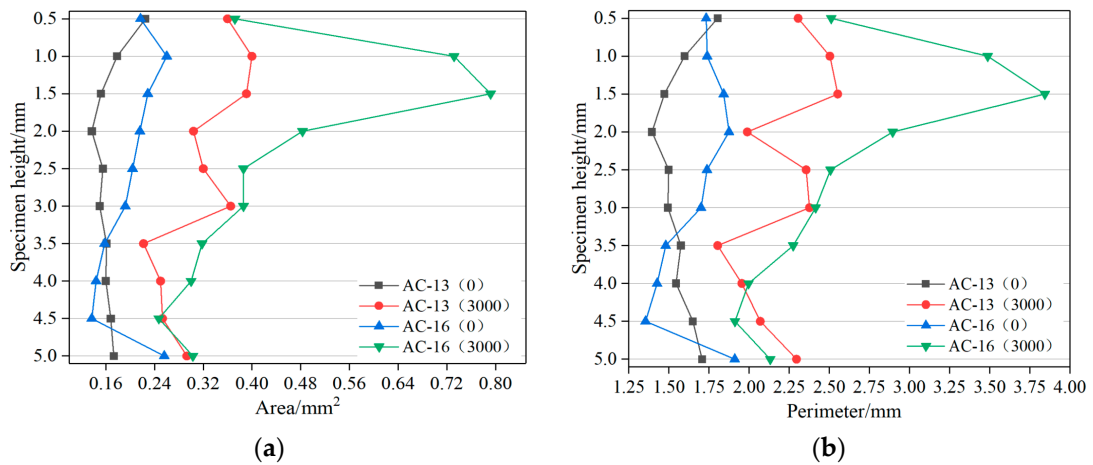 0.5
1.0
1.5
2.0
2.5
3.0
3.5
4.0
4.5
5.0
Specimen height/mm
AC-13（0）
AC-13（3000）
AC-16（0）
AC-16（3000）
0.16 0.24 0.32 0.40 0.48 0.56 0.64 0.72 0.80
Area/mm²
(a)
0.5
1.0
1.5
2.0
2.5
3.0
3.5
4.0
4.5
5.0
Specimen height/mm
AC-13（0）
AC-13（3000）
AC-16（0）
AC-16（3000）
1.25 1.50 1.75 2.00 2.25 2.50 2.75 3.00 3.25 3.50 3.75 4.00
Perimeter/mm
(b)